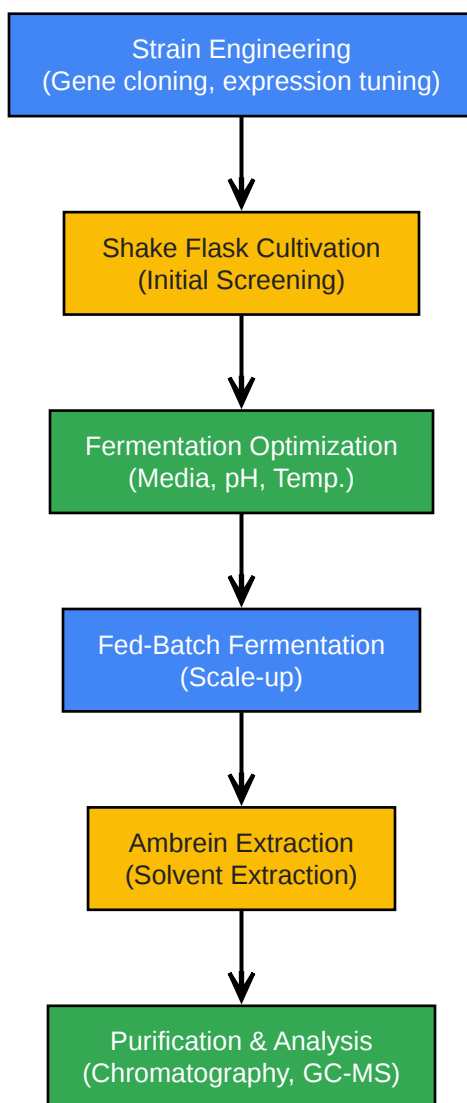 Strain Engineering
(Gene cloning, expression tuning)
Shake Flask Cultivation
(Initial Screening)
Fermentation Optimization
(Media, pH, Temp.)
Fed-Batch Fermentation
(Scale-up)
Ambrein Extraction
(Solvent Extraction)
Purification & Analysis
(Chromatography, GC-MS)